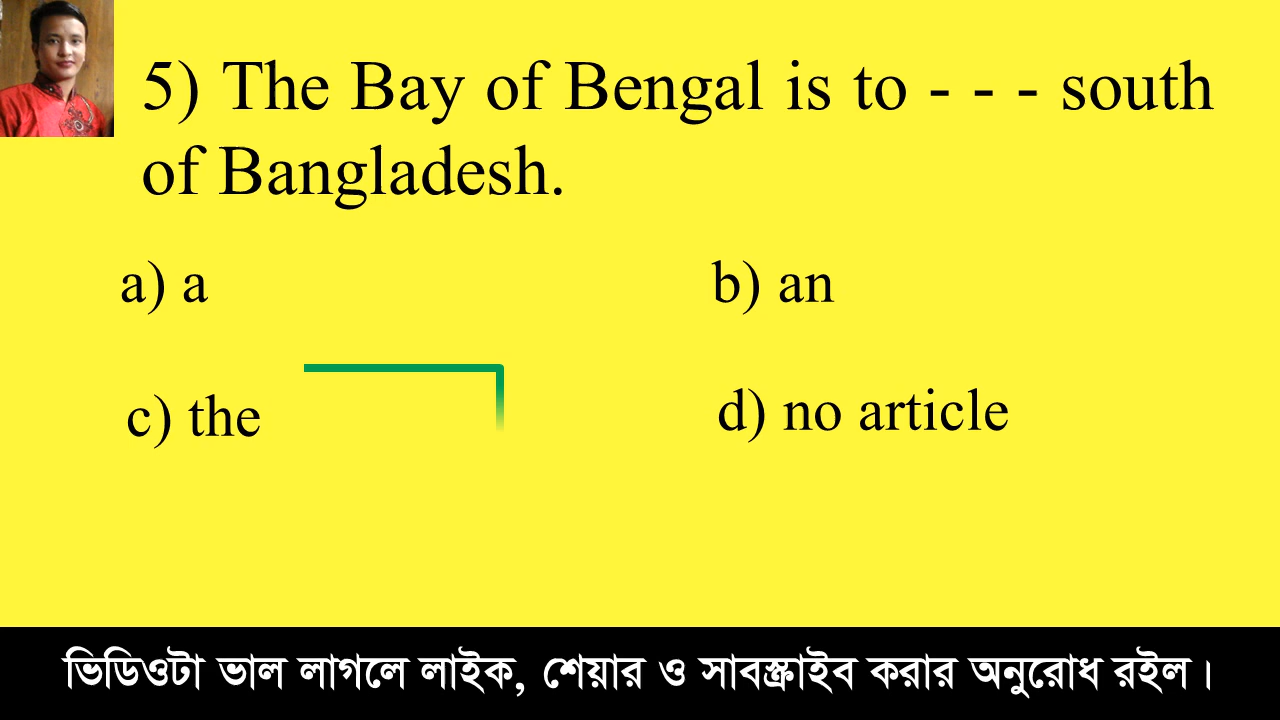 5) The Bay of Bengal is to - - - south
of Bangladesh.
a) a
b) an
c) the
d) no article
ভিডিওটা ভাল লাগলে লাইক, শেয়ার ও সাবস্ক্রাইব করার অনুরোধ রইল।